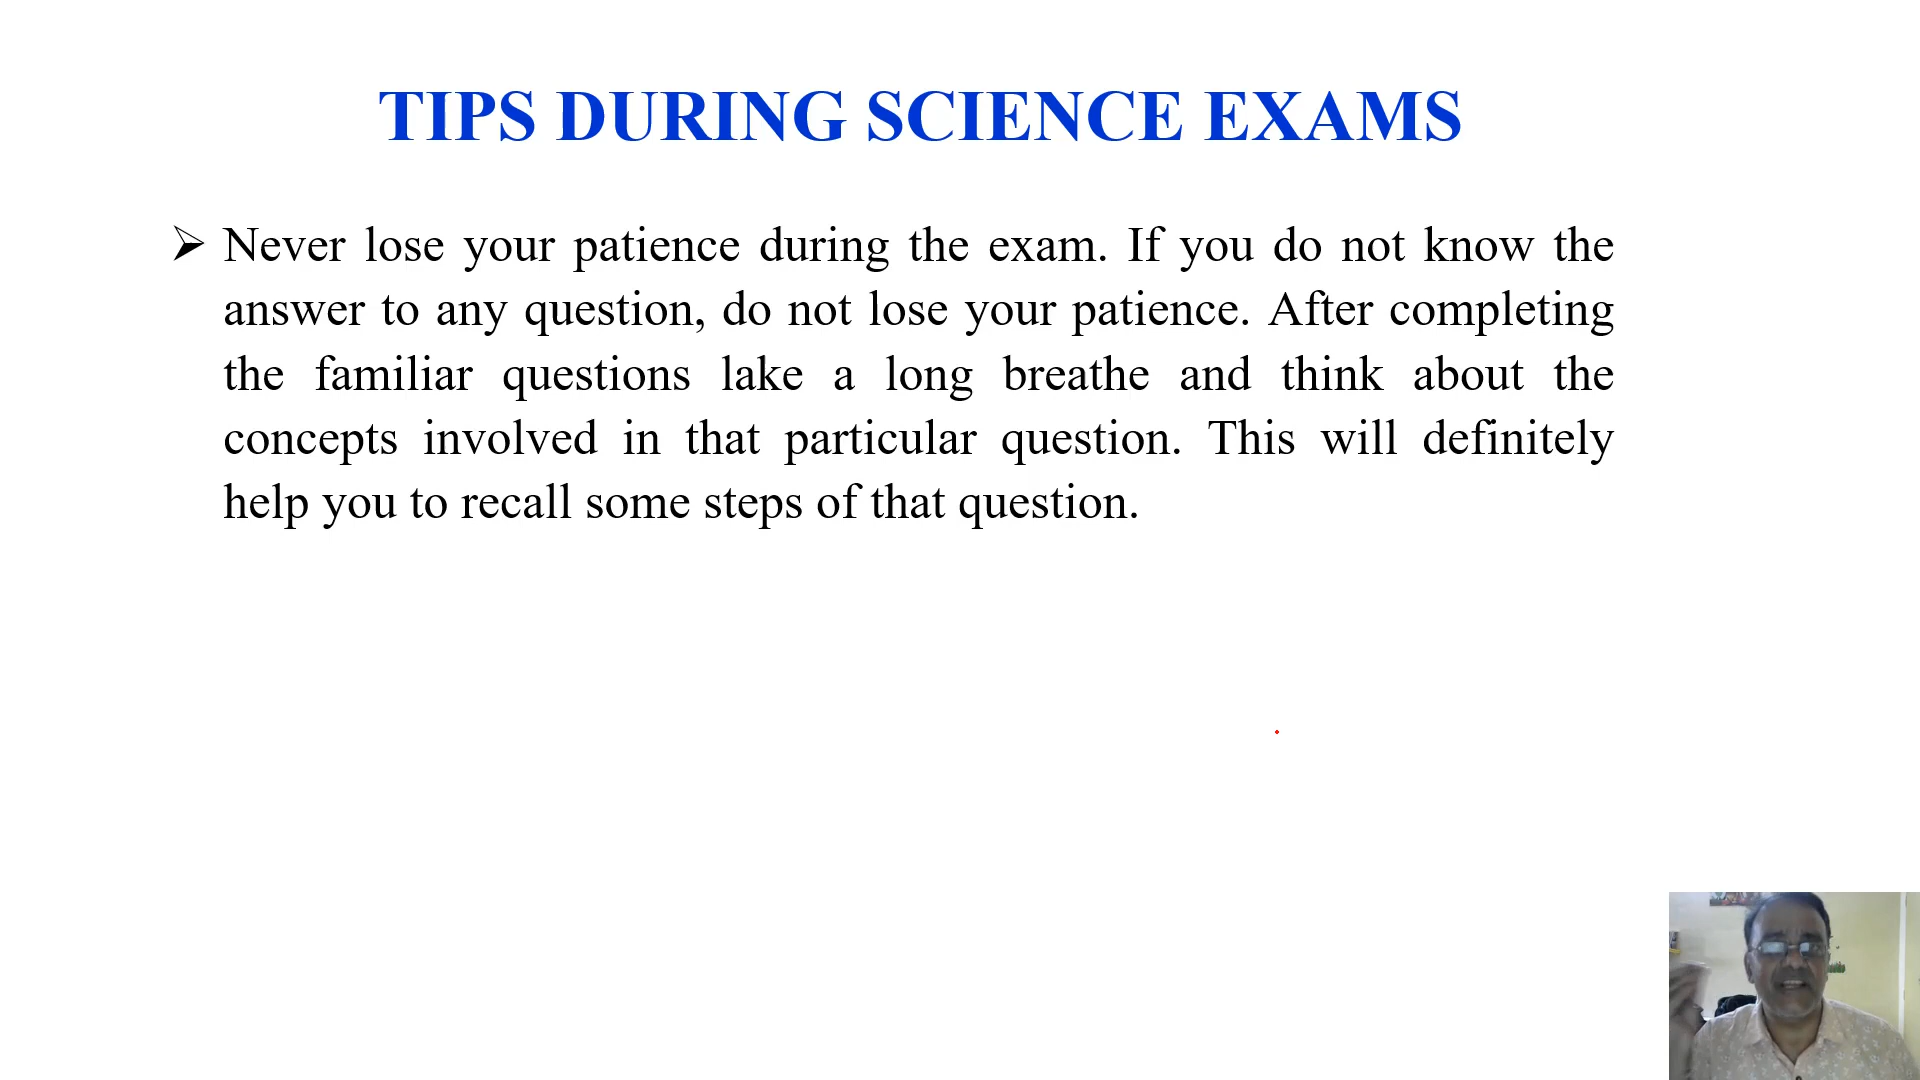 TIPS DURING SCIENCE EXAMS
➢ Never lose your patience during the exam. If you do not know the
answer to any question, do not lose your patience. After completing
the familiar questions lake a long breathe and think about the
concepts involved in that particular question. This will definitely
help you to recall some steps of that question.